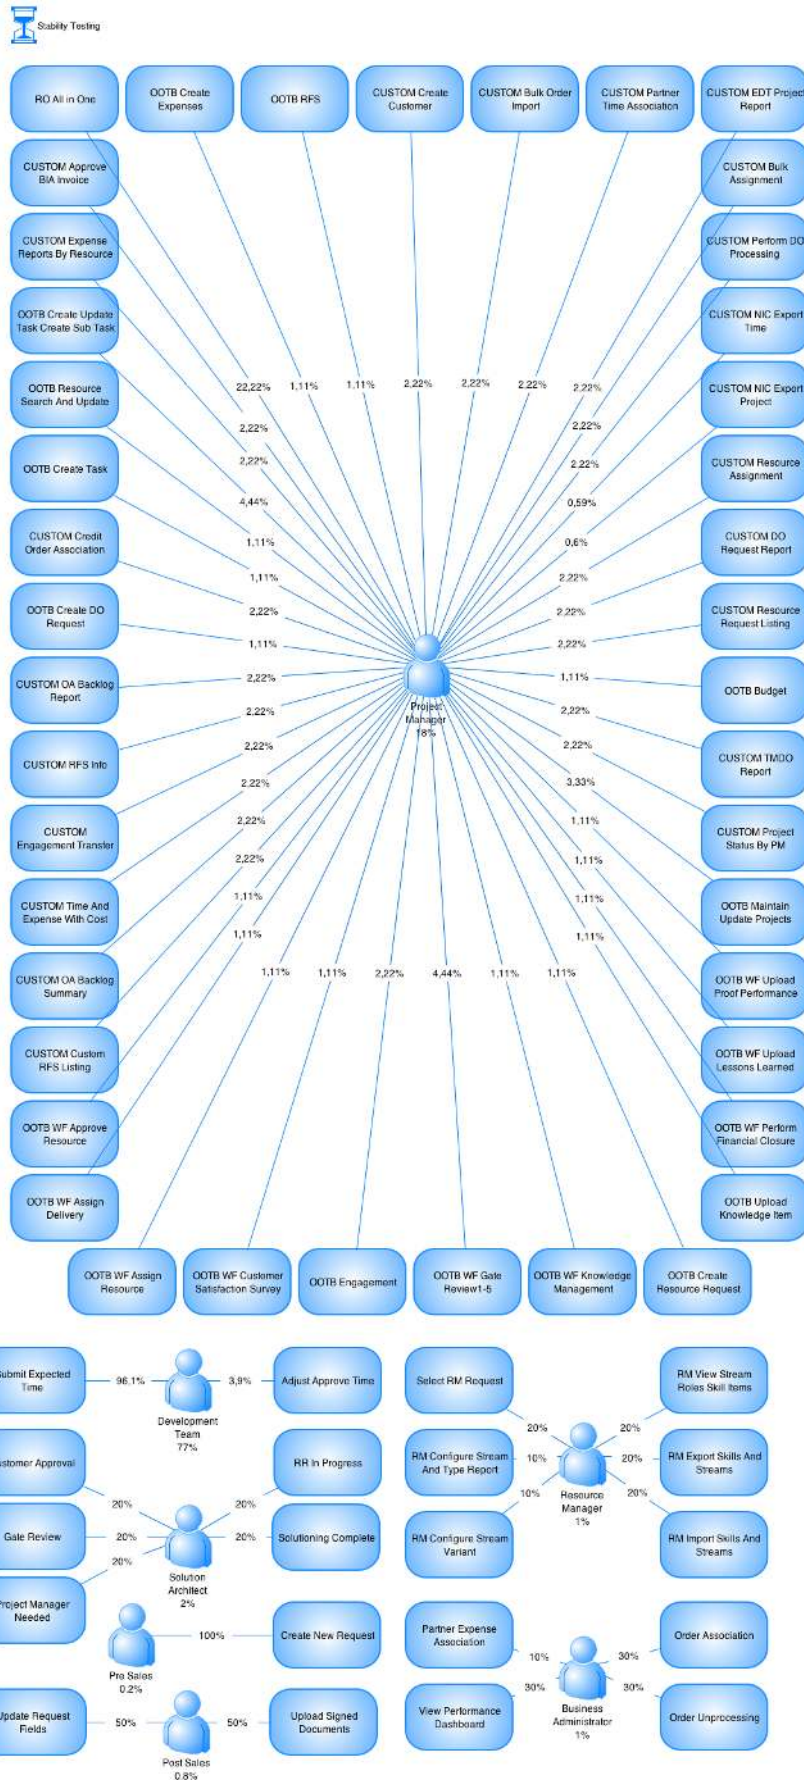 Stability Testing
RO All in One
OOTB Create
Expenses
OOTB RFS
CUSTOM Create
Customer
CUSTOM Bulk Order
Import
CUSTOM Partner
Time Association
CUSTOM EDT Project
Report
CUSTOM Approve
BIA Invoice
CUSTOM Bulk
Assignment
CUSTOM Expense
Reports By Resource
CUSTOM Perform DO
Processing
OOTB Create Update
Task Create Sub Task
CUSTOM NIC Export
Time
OOTB Resource
Search And Update
CUSTOM NIC Export
Project
22,22%
1,11%
1,11%
2,22%
2,22%
2,22%
2,22%
2,22%
2,22%
OOTB Create Task
CUSTOM Resource
Assignment
2,22%
2,22%
4,44%
0,59%
CUSTOM Credit
Order Association
CUSTOM DO
Request Report
1,11%
0,6%
1,11%
2,22%
OOTB Create DO
Request
CUSTOM Resource
Request Listing
2,22%
2,22%
1,11%
2,22%
CUSTOM OA Backlog
Report
OOTB Budget
2,22%
1,11%
Project
Manager
18%
2,22%
2,22%
CUSTOM RFS Info
CUSTOM TMDO
Report
2,22%
2,22%
2,22%
3,33%
CUSTOM
Engagement Transfer
CUSTOM Project
Status By PM
2,22%
1,11%
2,22%
1,11%
CUSTOM Time And
Expense With Cost
OOTB Maintain
Update Projects
1,11%
1,11%
1,11%
1,11%
CUSTOM OA Backlog
Summary
OOTB WF Upload
Proof Performance
1,11%
1,11%
2,22%
4,44%
1,11%
1,11%
CUSTOM Custom
RFS Listing
OOTB WF Upload
Lessons Learned
OOTB WF Approve
Resource
OOTB WF Perform
Financial Closure
OOTB WF Assign
Delivery
OOTB Upload
Knowledge Item
OOTB WF Assign
Resource
OOTB WF Customer
Satisfaction Survey
OOTB Engagement
OOTB WF Gate
Review1-5
OOTB WF Knowledge
Management
OOTB Create
Resource Request
ubmit Expected
Time
96,1%
3,9%
Adjust Approve Time
Development
Team
77%
Select RM Request
RM View Stream
Roles Skill Items
20%
20%
stomer Approval
RR In Progress
RM Configure Stream
And Type Report
10%
20%
RM Export Skills And
Streams
Resource
Manager
1%
10%
20%
20%
20%
Gate Review
20%
20%
Solutioning Complete
RM Configure Stream
Variant
RM Import Skills And
Streams
20%
Solution
Architect
2%
roject Manager
Needed
100%
Create New Request
Pre Sales
0.2%
Partner Expense
Association
Order Association
10%
30%
30%
30%
Business
Administrator
1%
View Performance
Dashboard
Order Unprocessing
pdate Request
Fields
50%
50%
Upload Signed
Documents
Post Sales
0.8%